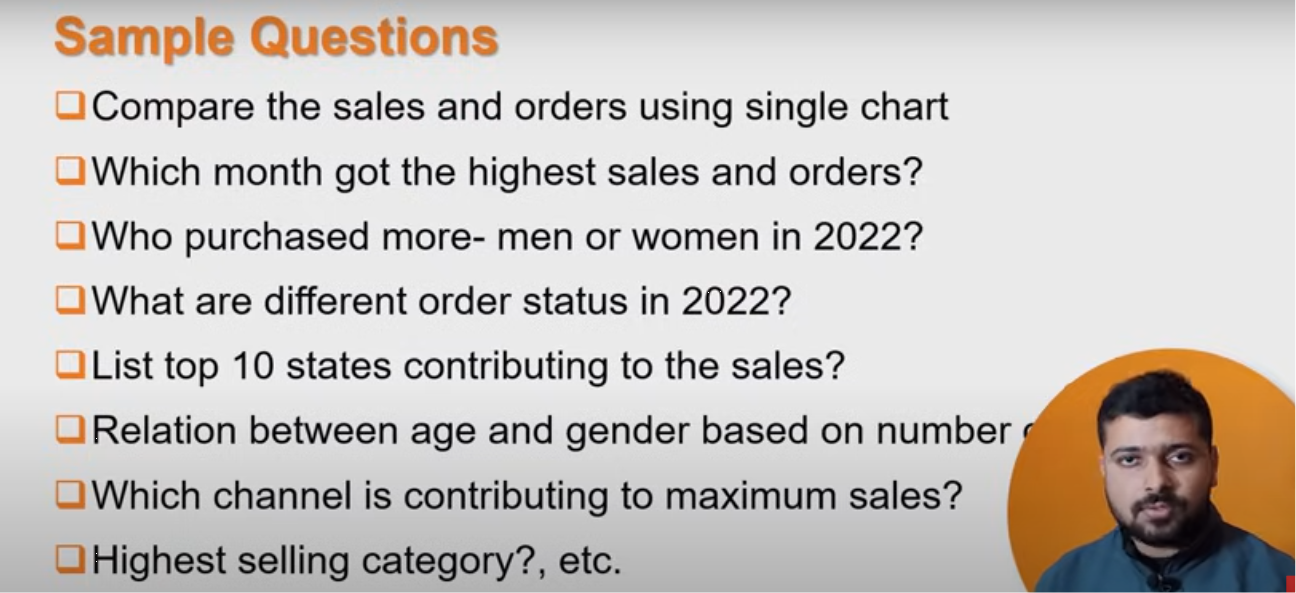 Sample Questions
Compare the sales and orders using single chart
Which month got the highest sales and orders?
Who purchased more- men or women in 2022?
What are different order status in 2022?
List top 10 states contributing to the sales?
Relation between age and gender based on number
Which channel is contributing to maximum sales?
Highest selling category?, etc.